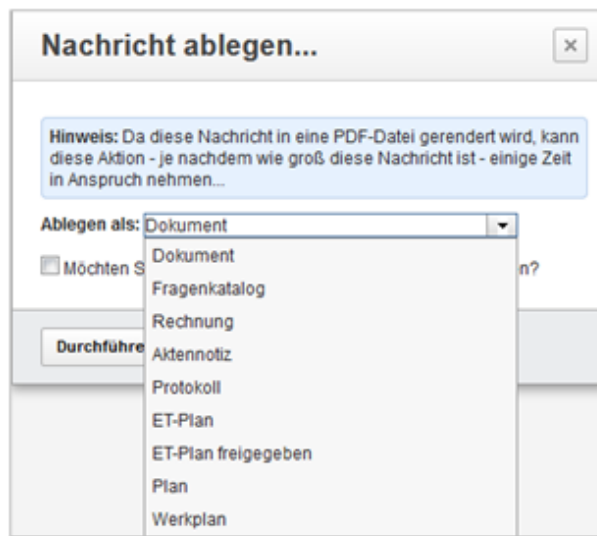 Nachricht ablegen...
Hinweis: Da diese Nachricht in eine PDF-Datei gerendert wird, kann
diese Aktion - je nachdem wie groß diese Nachricht ist - einige Zeit
in Anspruch nehmen...
Ablegen als: Dokument
Dokument
Möchten S n?
Fragenkatalog
Rechnung
Durchführe
Aktennotiz
Protokoll
ET-Plan
ET-Plan freigegeben
Plan
Werkplan